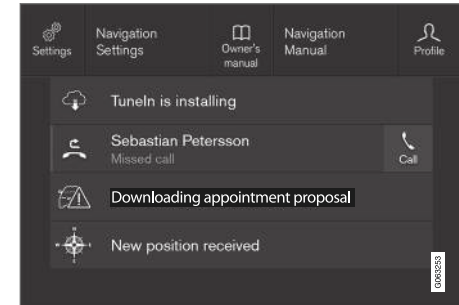 Settings
Navigation
Settings
Owner's
manual
Navigation
Manual
Profile
TuneIn is installing
Sebastian Petersson
Missed call
Call
Downloading appointment proposal
New position received
G063253